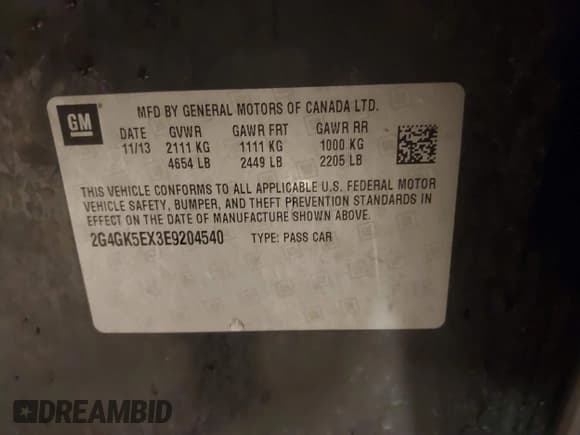 GM
MFD BY GENERAL MOTORS OF CANADA LTD.
DATE GVWR GAWR FRT GAWR RR
11/13 2111 KG 1111 KG 1000 KG
4654 LB 2449 LB 2205 LB
THIS VEHICLE CONFORMS TO ALL APPLICABLE U.S. FEDERAL MOTOR
VEHICLE SAFETY, BUMPER, AND THEFT PREVENTION STANDARDS IN
EFFECT ON THE DATE OF MANUFACTURE SHOWN ABOVE.
2G4GK5EX3E9204540 TYPE: PASS CAR
DREAMBID